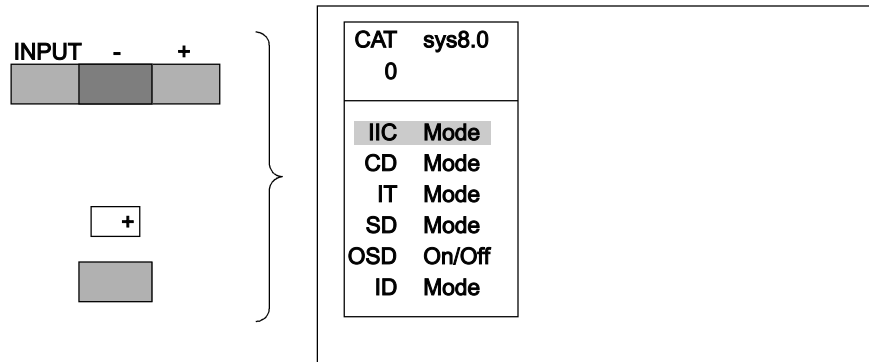 INPUT - +
+
CAT sys8.0
0
IIC Mode
CD Mode
IT Mode
SD Mode
OSD On/Off
ID Mode